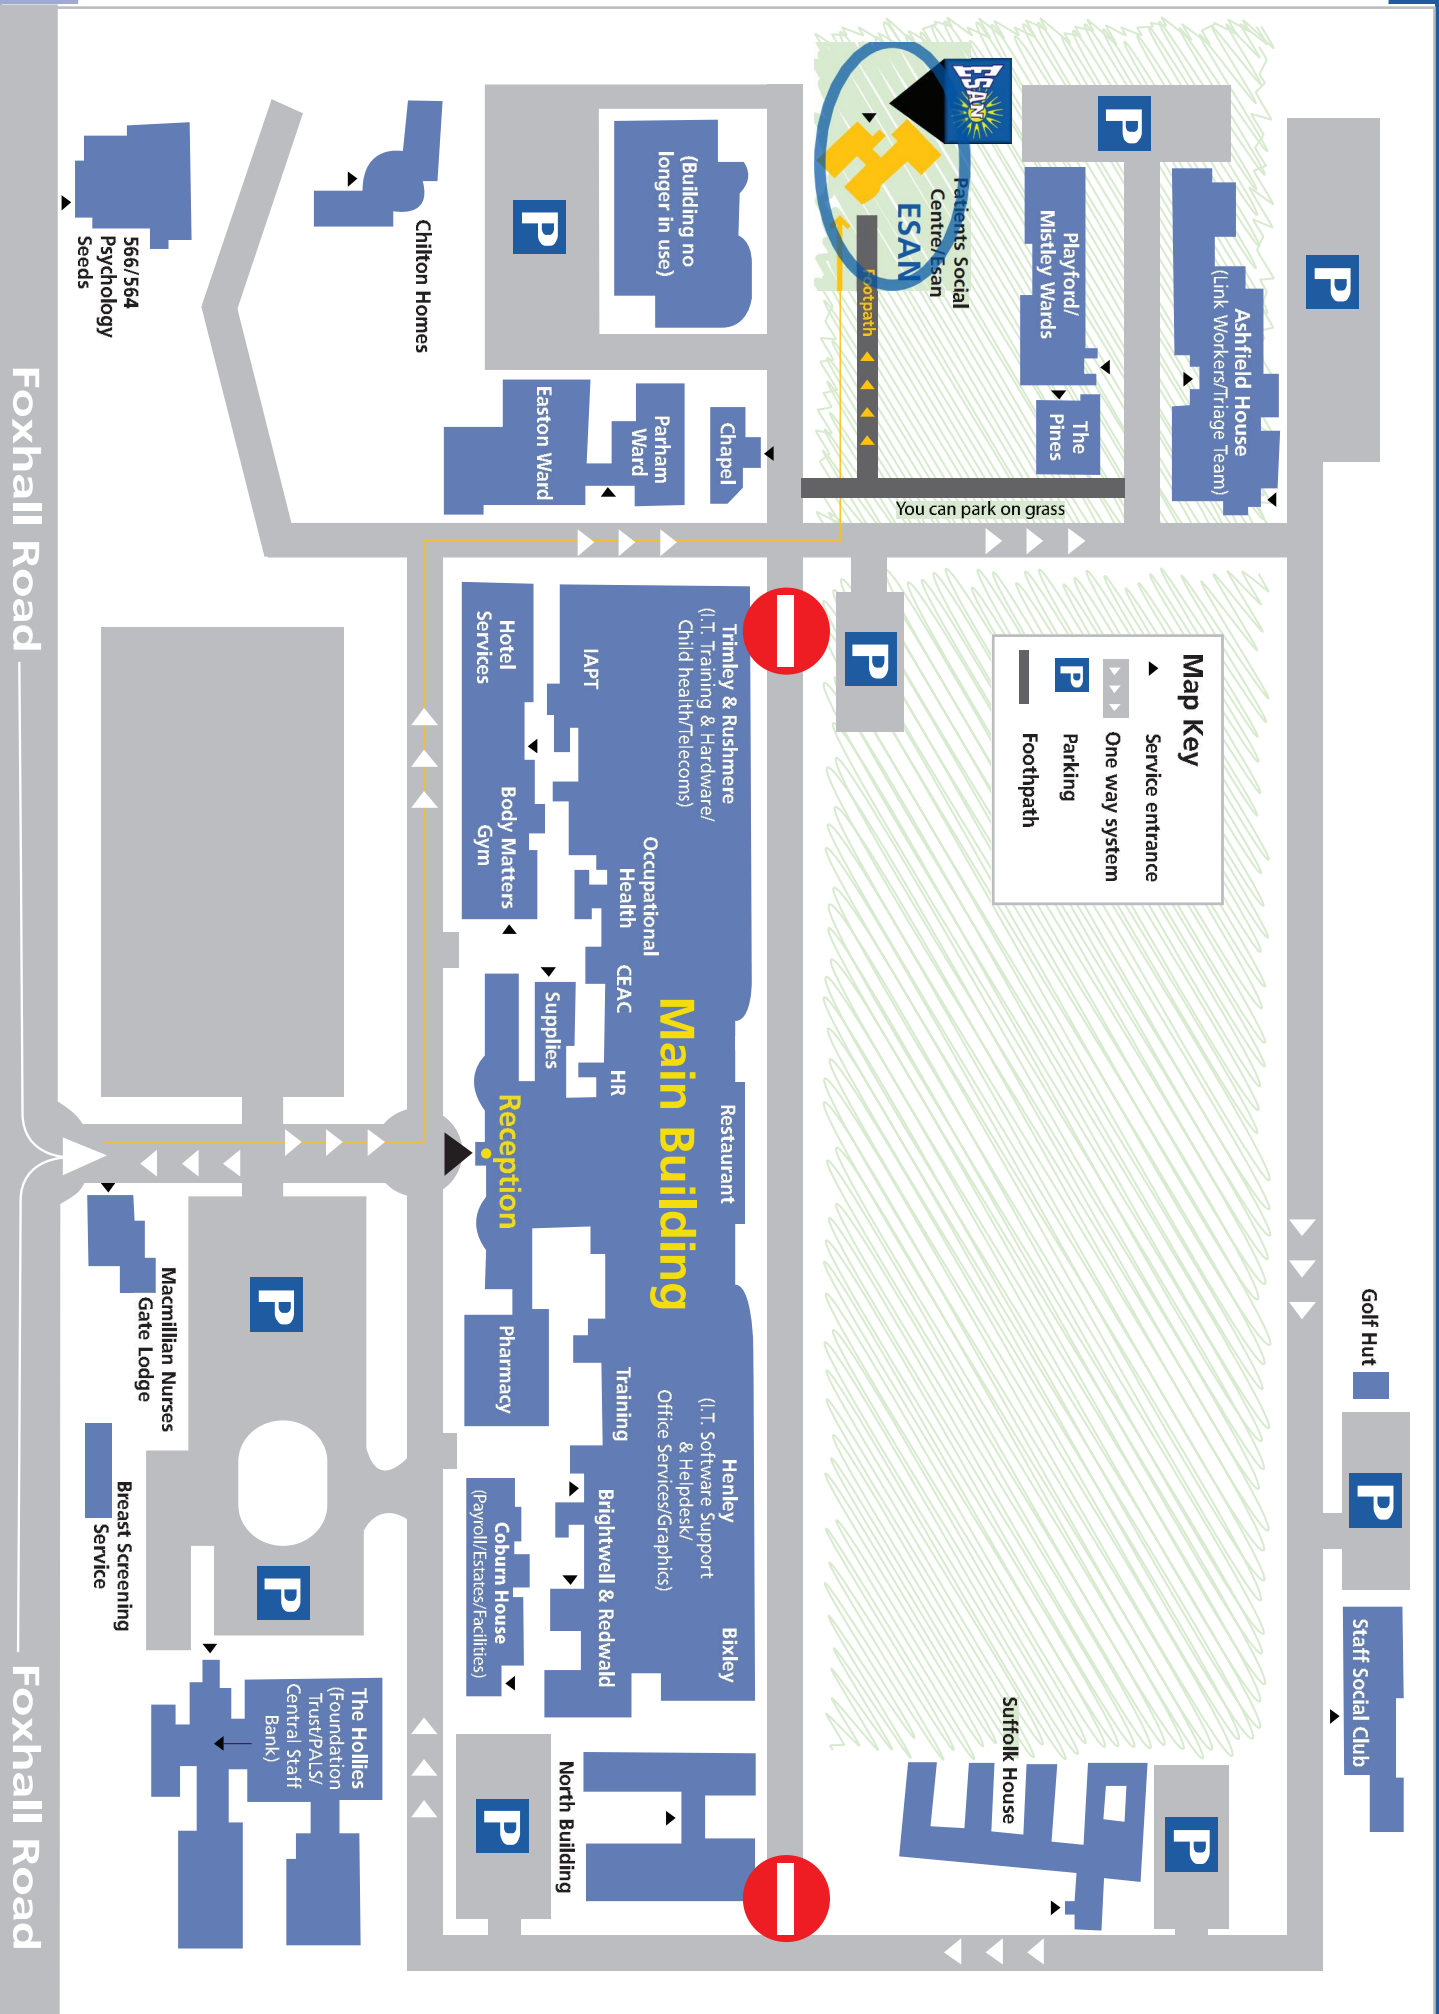 Foxhall Road
Foxhall Road
566/564
Psychology
Seeds
Chilton Homes
P
(Building no
longer in use)
ESAN
Patients Social
Centre/Esan
ESAN
Footpath
P
Playford/
Mistley Wards
The
Pines
Ashfield House
(Link Workers/Triage Team)
P
Easton Ward
Parham
Ward
Chapel
You can park on grass
P
Map Key
Service entrance
One way system
P
Parking
Foothpath
Hotel
Services
IAPT
Trimley & Rushmere
(I.T. Training & Hardware/
Child health/Telecoms)
Body Matters
Gym
Occupational
Health
CEAC
Supplies
HR
Main Building
Reception
Restaurant
Pharmacy
Training
Henley
(I.T. Software Support
& Helpdesk/
Office Services/Graphics)
Brightwell & Redwald
Bixley
Coburn House
(Payroll/Estates/Facilities)
Macmillian Nurses
Gate Lodge
P
Breast Screening
Service
P
The Hollies
(Foundation
Trust/PALS/
Central Staff
Bank)
P
North Building
Suffolk House
P
Golf Hut
P
Staff Social Club